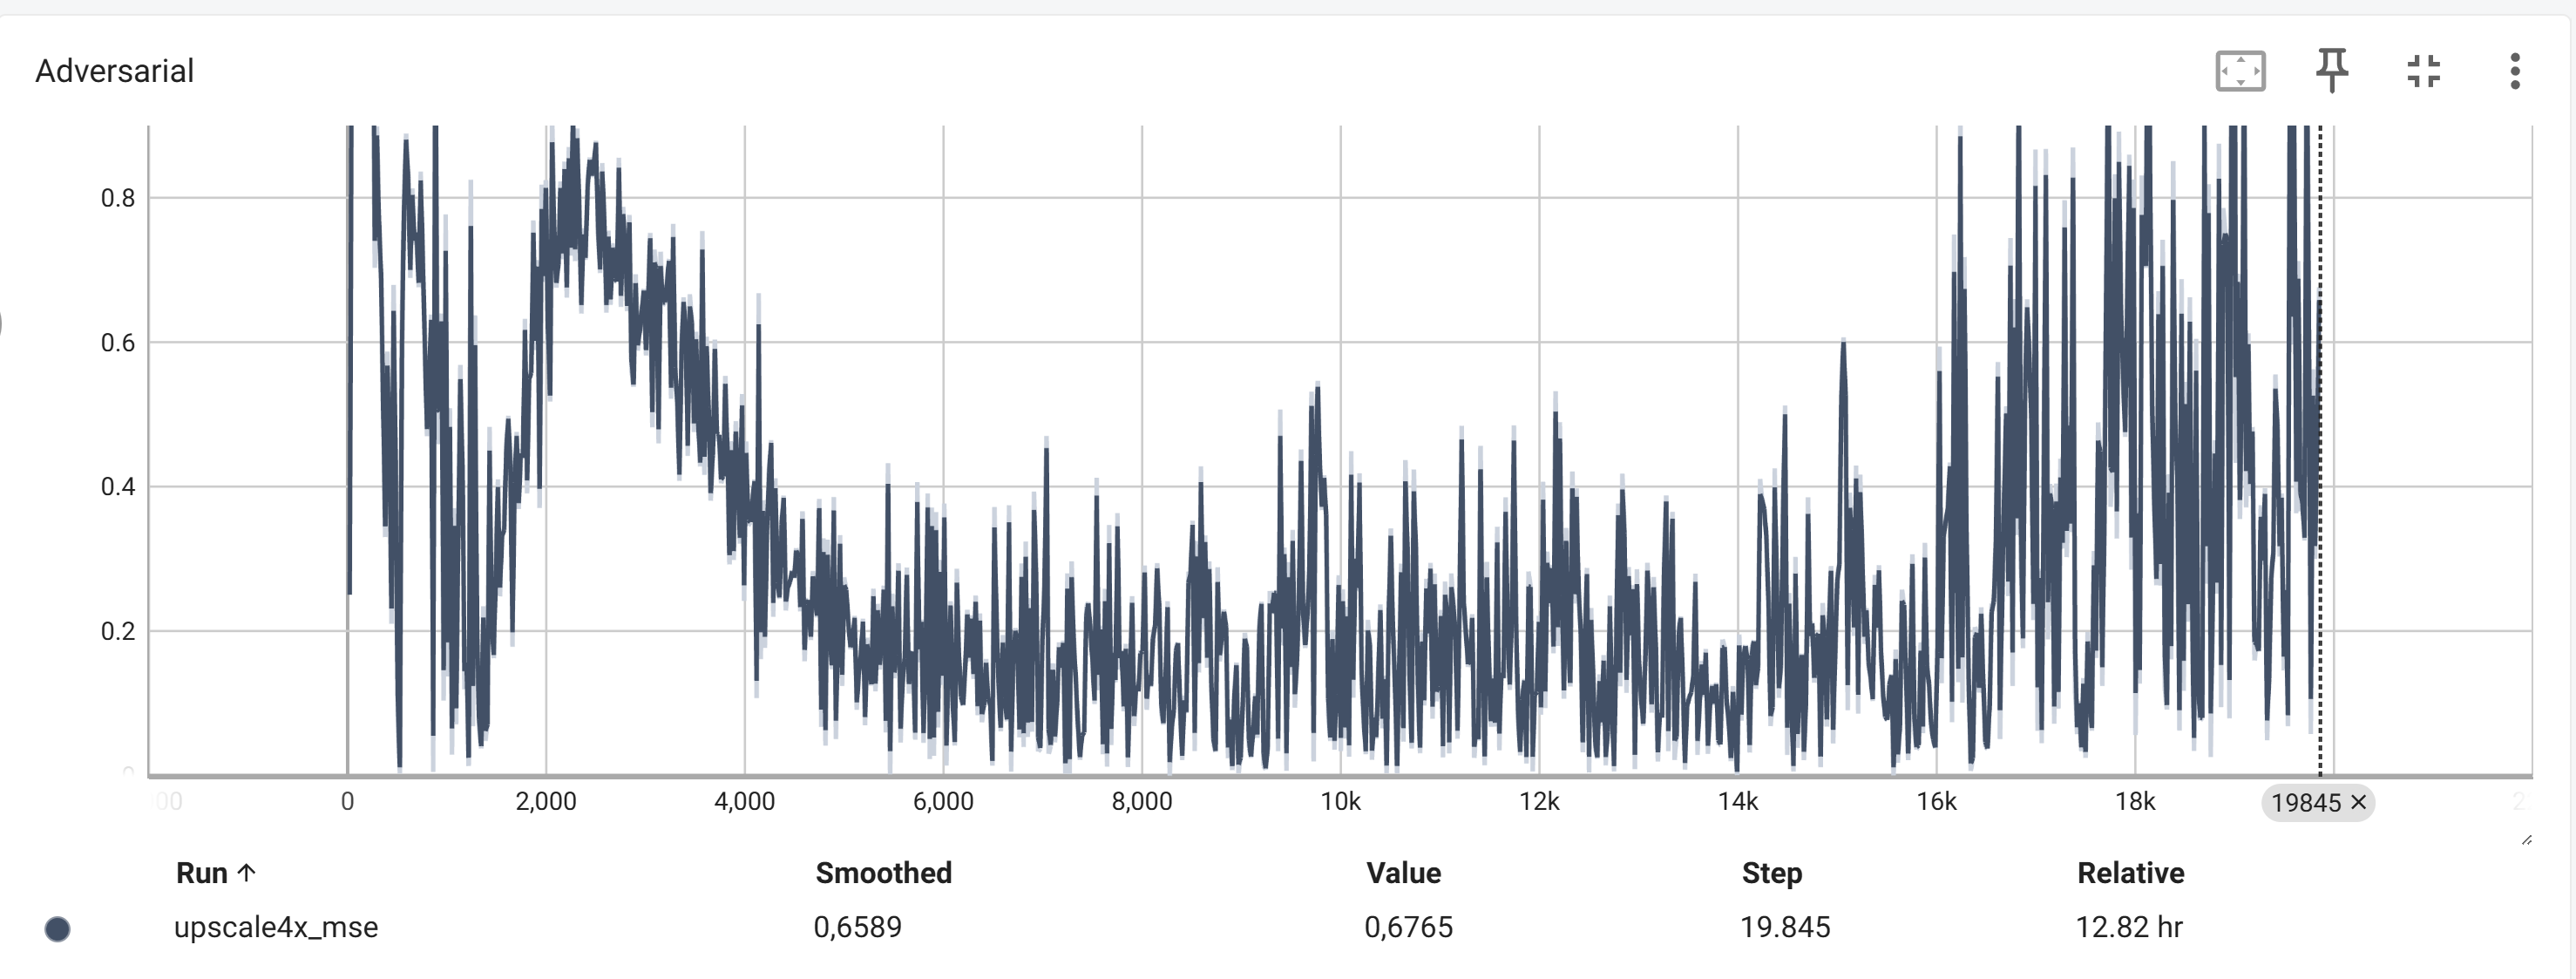 Adversarial
0.8
0.6
0.4
0.2
0
00 0 2,000 4,000 6,000 8,000 10k 12k 14k 16k 18k 19845 ×
Run ↑ Smoothed Value Step Relative
upscale4x_mse 0,6589 0,6765 19.845 12.82 hr